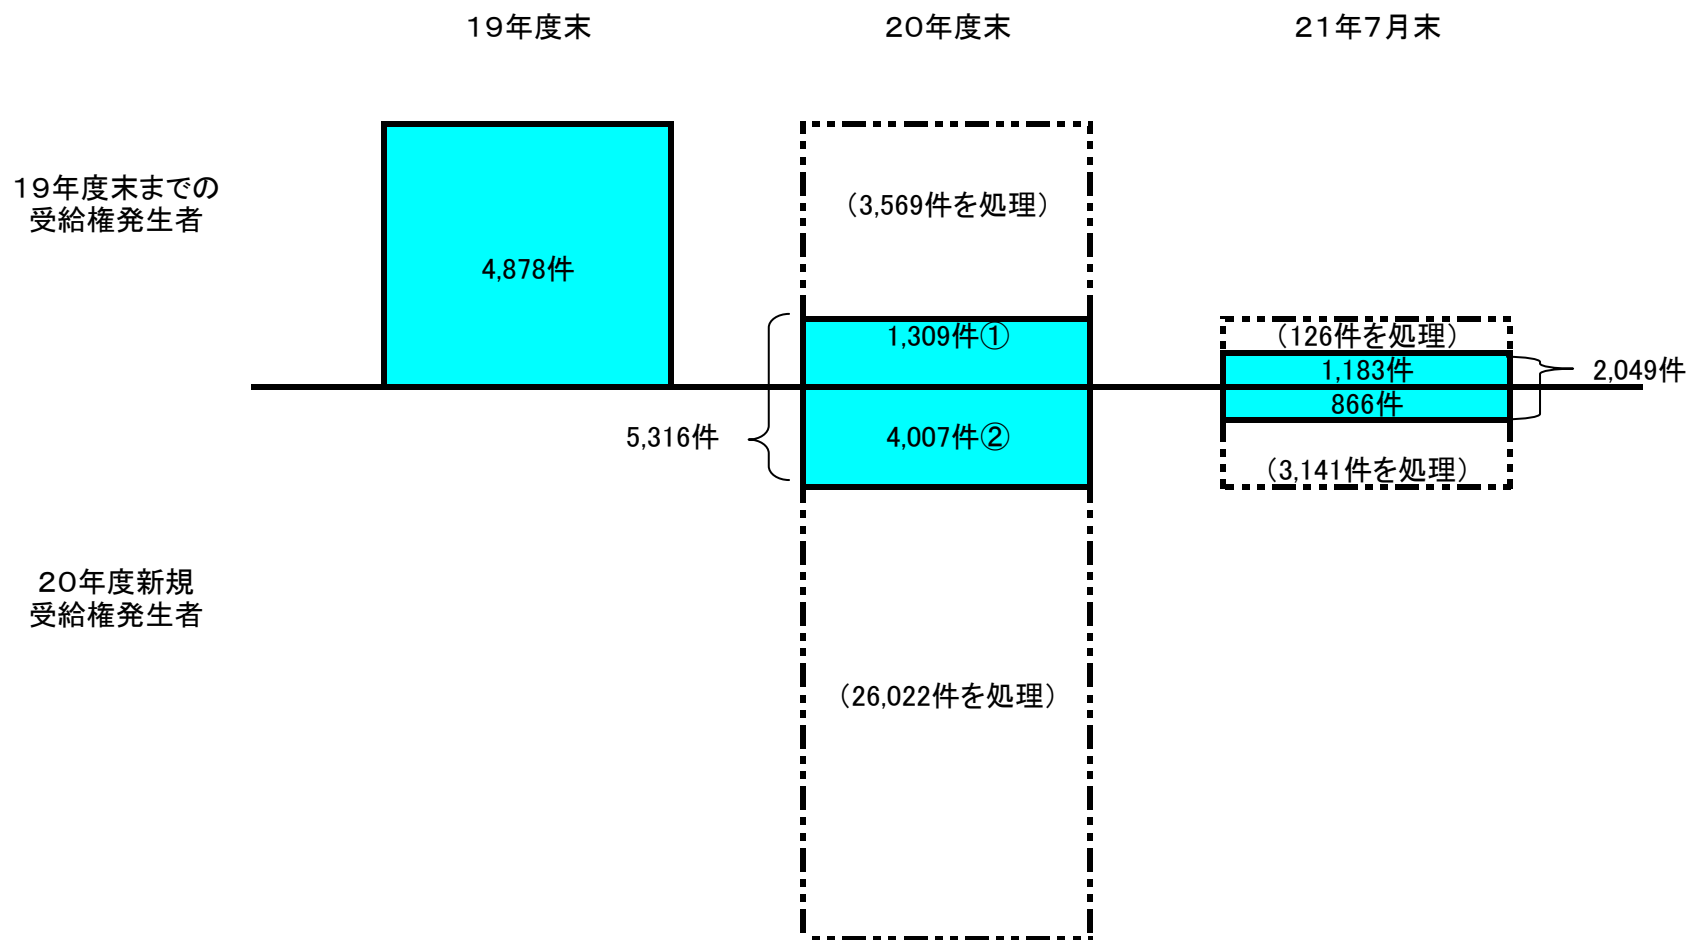 １９年度末
２０年度末
２１年７月末
１９年度末までの
受給権発生者
4,878件
（3,569件を処理）
1,309件①
（126件を処理）
1,183件
2,049件
866件
5,316件
4,007件②
（3,141件を処理）
２０年度新規
受給権発生者
（26,022件を処理）